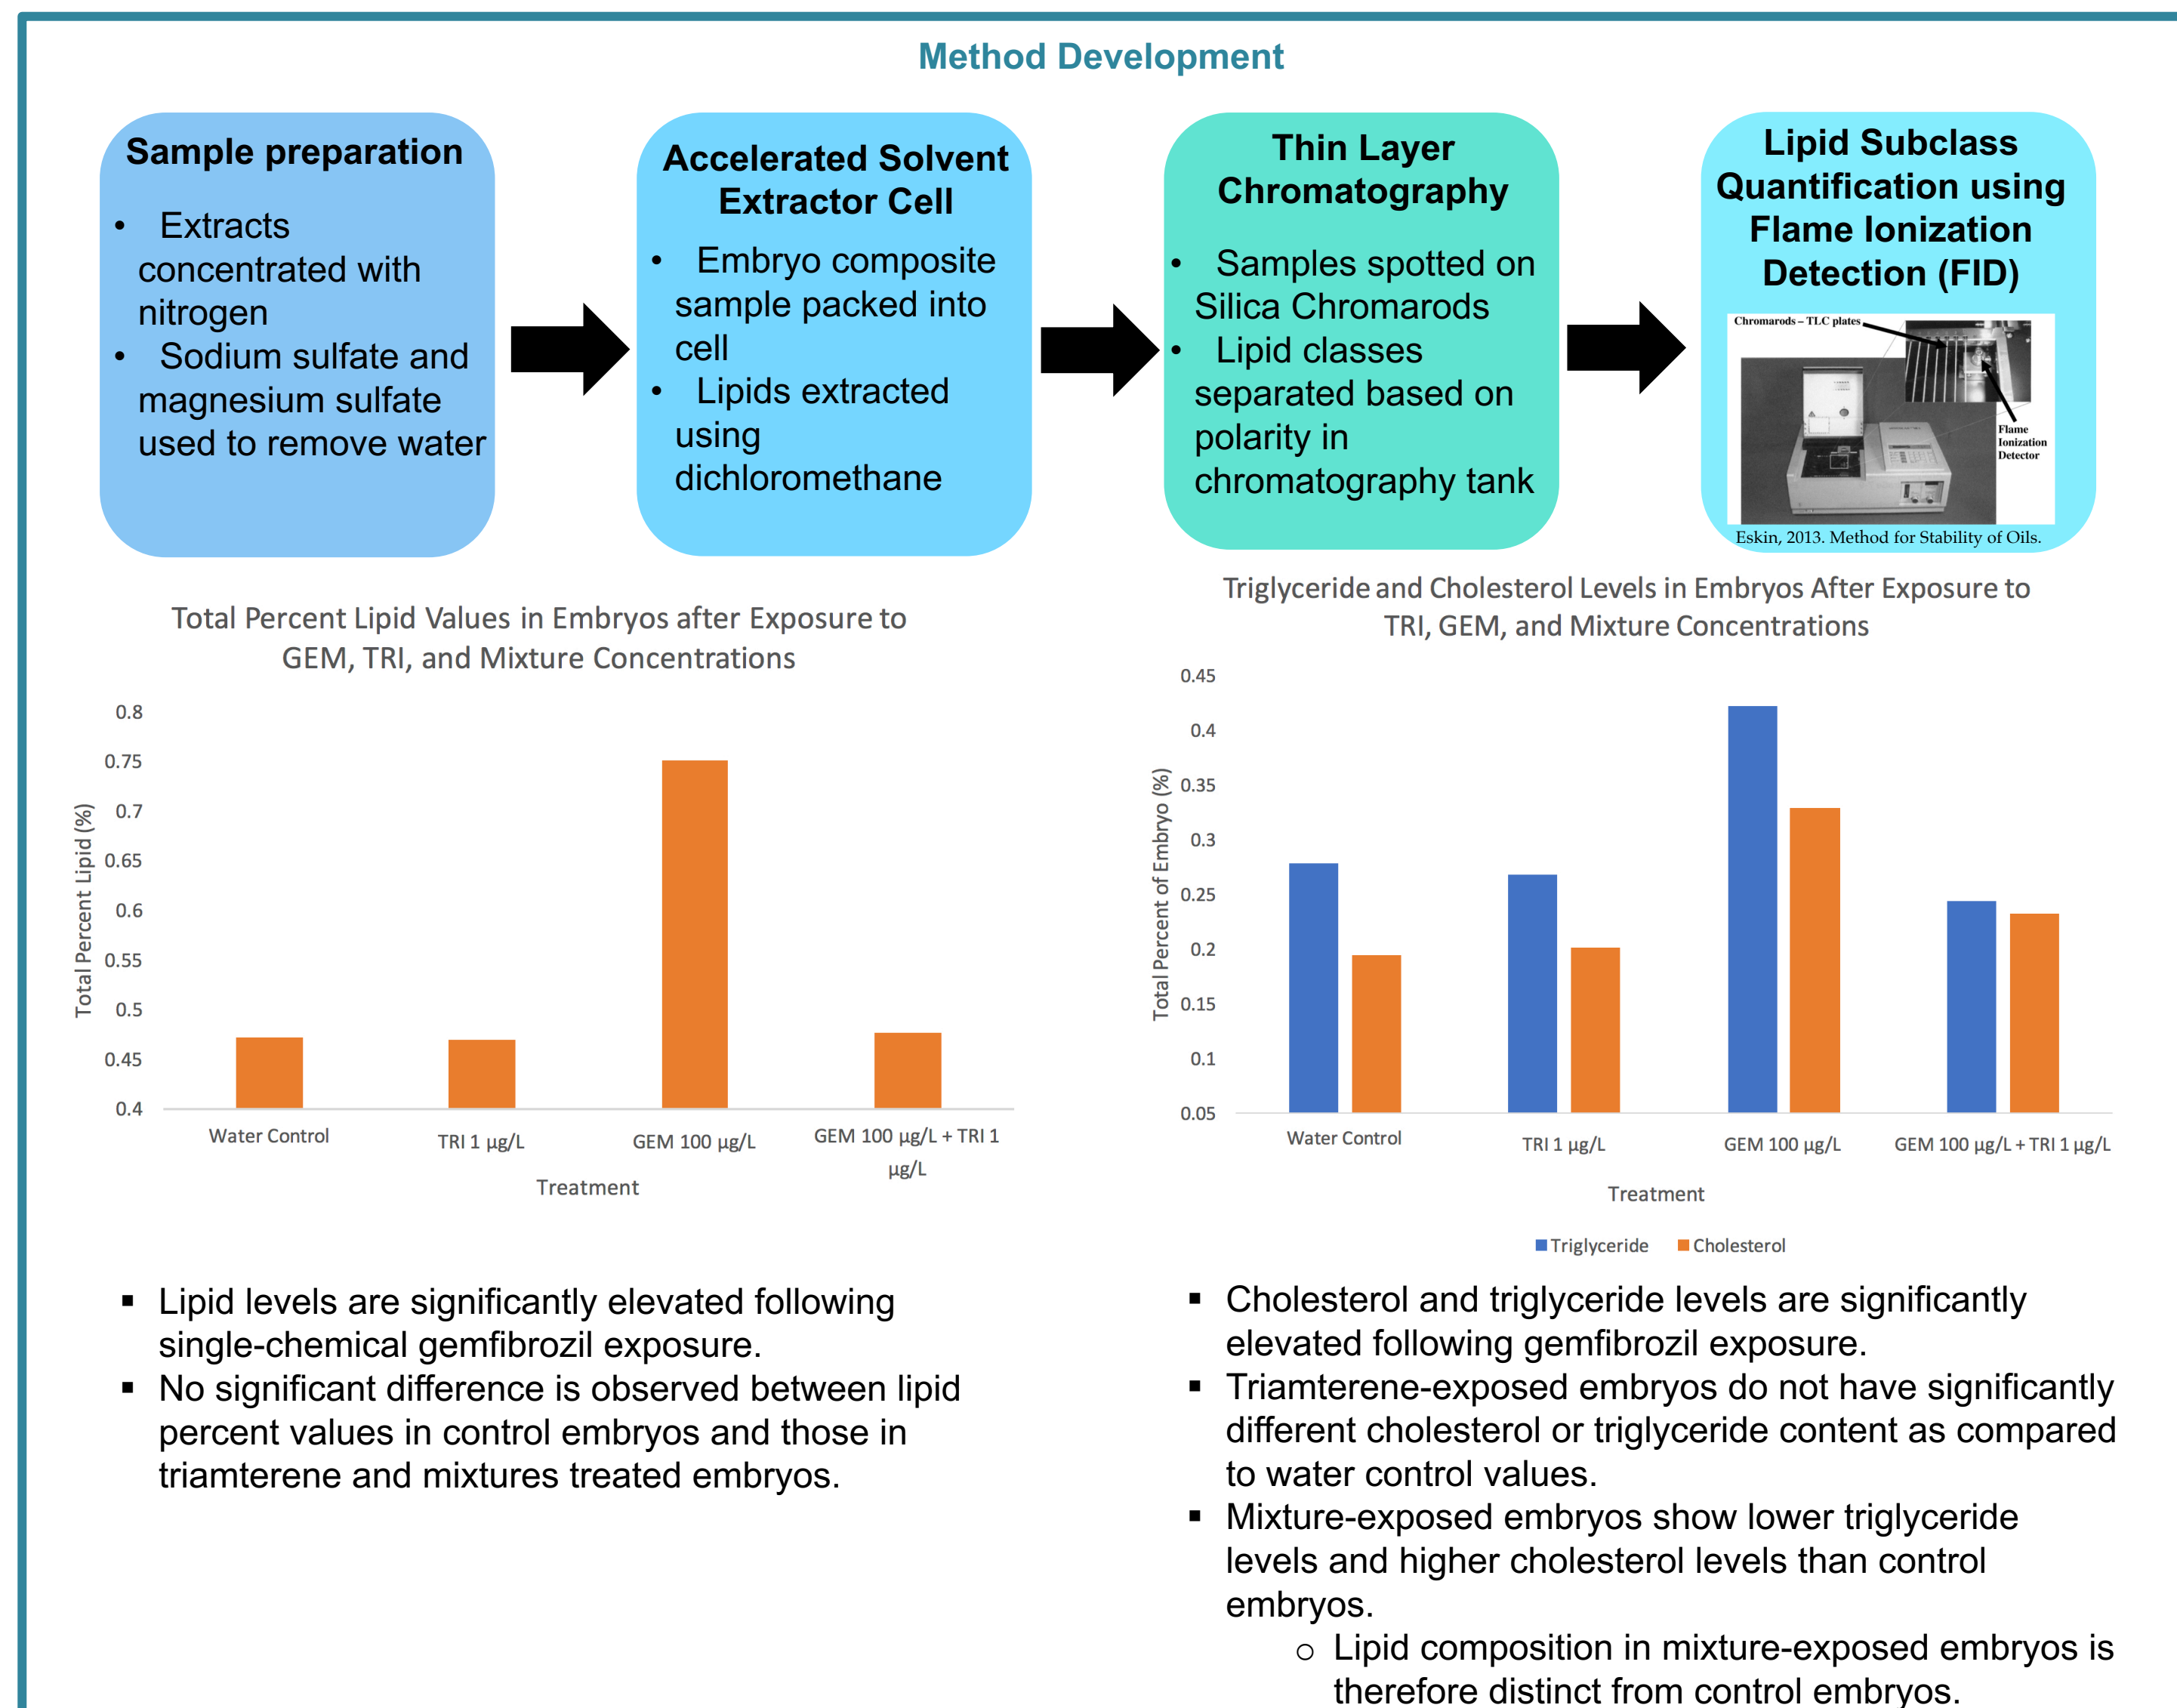 Method Development
Sample preparation
• Extracts
concentrated with
nitrogen
• Sodium sulfate and
magnesium sulfate
used to remove water
Accelerated Solvent
Extractor Cell
• Embryo composite
sample packed into
cell
• Lipids extracted
using
dichloromethane
Thin Layer
Chromatography
• Samples spotted on
Silica Chromarods
• Lipid classes
separated based on
polarity in
chromatography tank
Lipid Subclass
Quantification using
Flame Ionization
Detection (FID)
Chromarods – TLC plates
Flame
Ionization
Detector
Eskin, 2013. Method for Stability of Oils.
Total Percent Lipid Values in Embryos after Exposure to
GEM, TRI, and Mixture Concentrations
Total Percent Lipid (%)
0.8
0.75
0.7
0.65
0.6
0.55
0.5
0.45
0.4
Water Control
TRI 1 µg/L
GEM 100 µg/L
GEM 100 µg/L + TRI 1
µg/L
Treatment
Triglyceride and Cholesterol Levels in Embryos After Exposure to
TRI, GEM, and Mixture Concentrations
Total Percent of Embryo (%)
0.45
0.4
0.35
0.3
0.25
0.2
0.15
0.1
0.05
Water Control
TRI 1 µg/L
GEM 100 µg/L
GEM 100 µg/L + TRI 1 µg/L
Treatment
Triglyceride
Cholesterol
▪ Lipid levels are significantly elevated following
single-chemical gemfibrozil exposure.
▪ No significant difference is observed between lipid
percent values in control embryos and those in
triamterene and mixtures treated embryos.
▪ Cholesterol and triglyceride levels are significantly
elevated following gemfibrozil exposure.
▪ Triamterene-exposed embryos do not have significantly
different cholesterol or triglyceride content as compared
to water control values.
▪ Mixture-exposed embryos show lower triglyceride
levels and higher cholesterol levels than control
embryos.
○ Lipid composition in mixture-exposed embryos is
therefore distinct from control embryos.